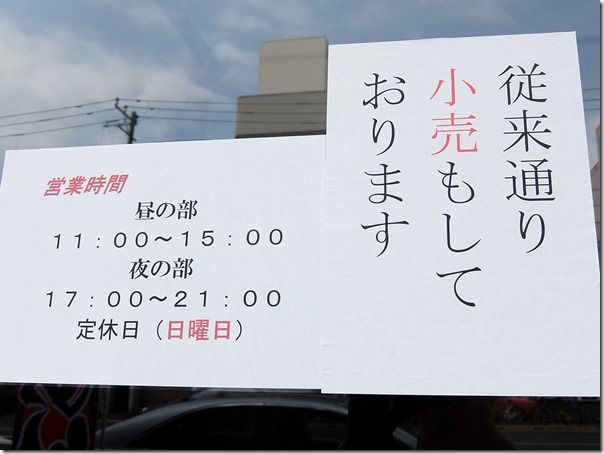 従来通り
小売もして
おります
営業時間
昼の部
11:00～15:00
夜の部
17:00～21:00
定休日（日曜日）